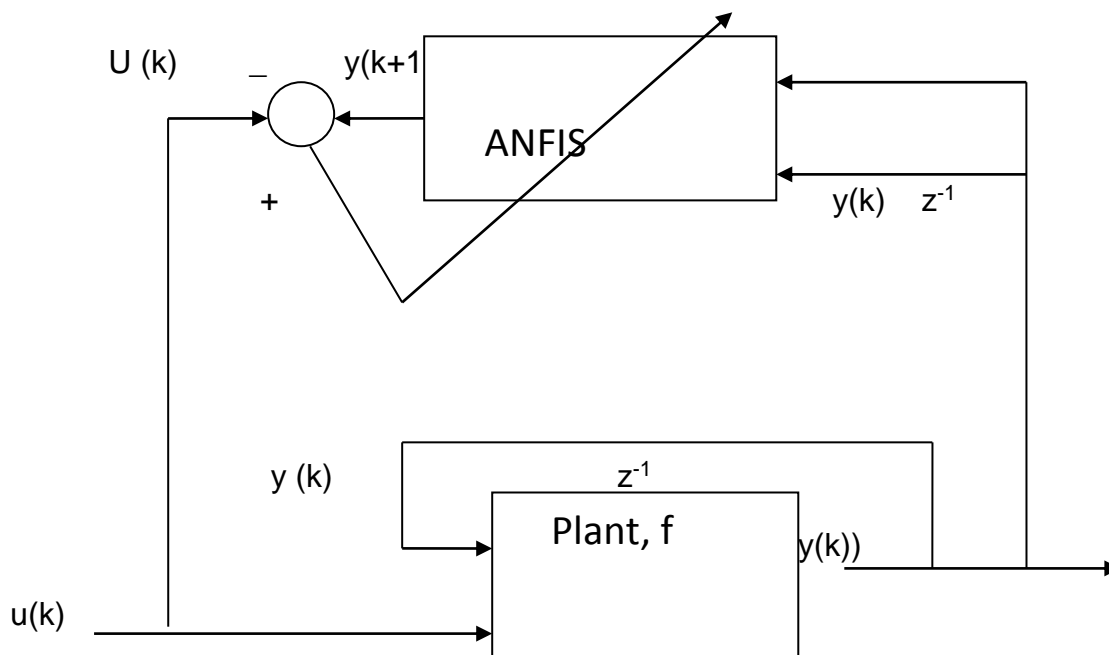 U (k)
– y(k+1
ANFIS
+
y(k) z⁻¹
y (k)
z⁻¹
Plant, f
y(k))
u(k)